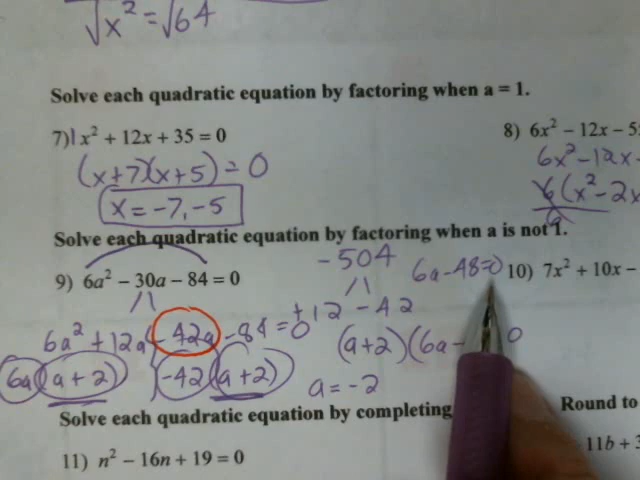 √x² = √64
Solve each quadratic equation by factoring when a = 1.
7) 1x² + 12x + 35 = 0
(x+7)(x+5) = 0
x = -7, -5
8) 6x² − 12x − 5
6x² - 12x -
6(x² - 2x
6
Solve each quadratic equation by factoring when a is not 1.
9) 6a² − 30a − 84 = 0
6a² + 12a - 42a - 84 = 0
6a(a+2) -42(a+2)
-504
+12 -42
6a - 48 = 0
(a+2)(6a - 0
a = -2
10) 7x² + 10x −
Solve each quadratic equation by completing
Round to
11) n² − 16n + 19 = 0
11b + 3